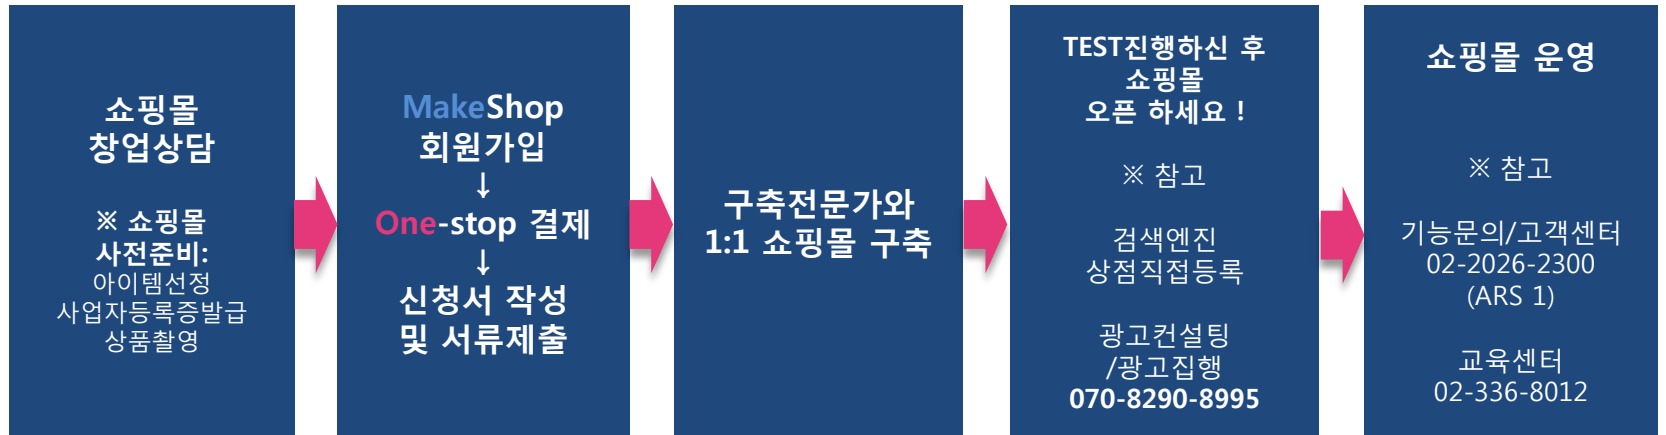 쇼핑몰
창업상담
※ 쇼핑몰
사전준비:
아이템선정
사업자등록증발급
상품촬영
MakeShop
회원가입
↓
One-stop 결제
↓
신청서 작성
및 서류제출
구축전문가와
1:1 쇼핑몰 구축
TEST진행하신 후
쇼핑몰
오픈 하세요 !
※ 참고
검색엔진
상점직접등록
광고컨설팅
/광고집행
070-8290-8995
쇼핑몰 운영
※ 참고
기능문의/고객센터
02-2026-2300
(ARS 1)
교육센터
02-336-8012